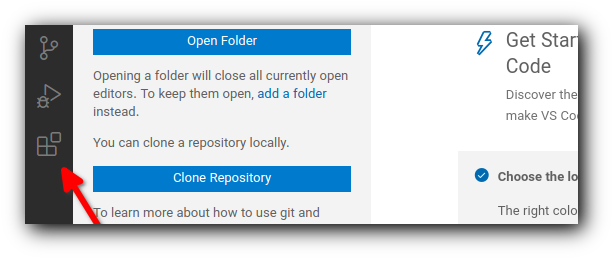 Open Folder
Opening a folder will close all currently open
editors. To keep them open, add a folder
instead.
You can clone a repository locally.
Clone Repository
To learn more about how to use git and
Get Star
Code
Discover the
make VS Co
Choose the lo
The right colo